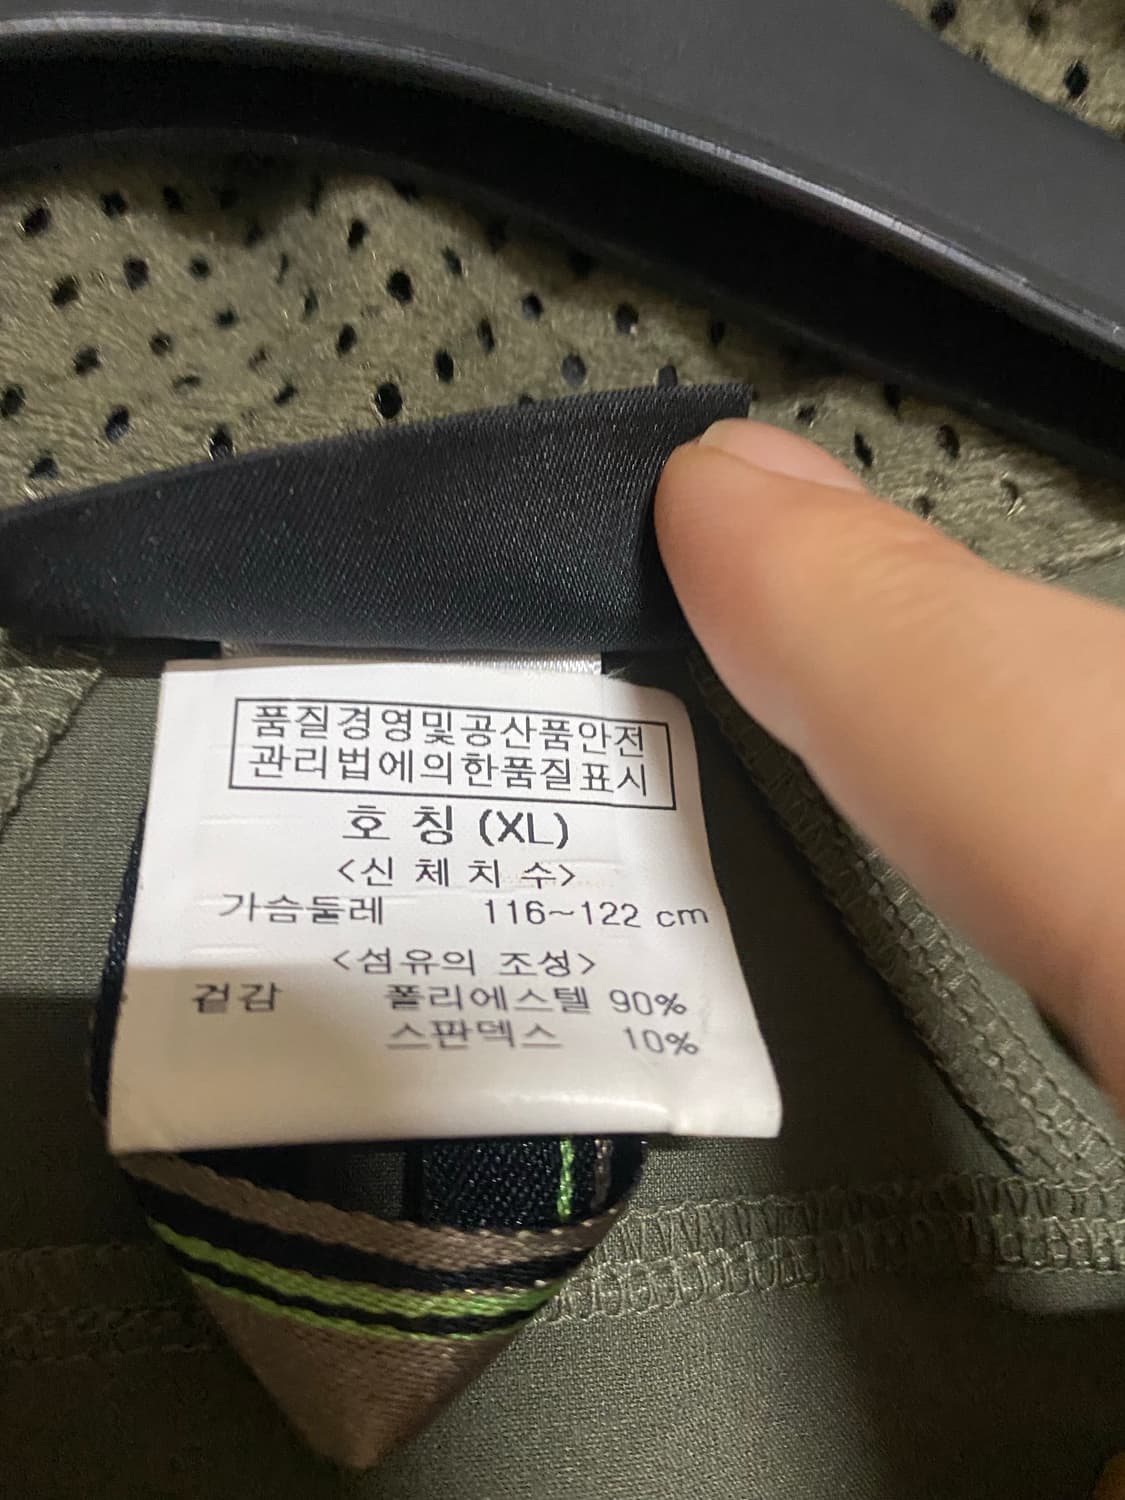 품질경영및공산품안전
관리법에의한품질표시
호 칭 (XL)
<신 체 치 수>
가슴둘레 116~122 cm
<섬유의 조성>
겉감 폴리에스텔 90%
스판덱스 10%